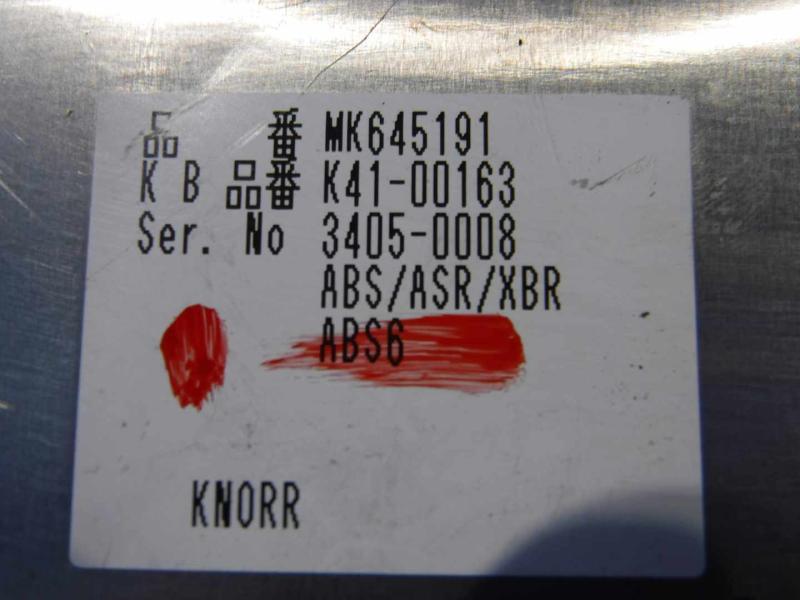 品　　番 MK645191
K B 品番 K41-00163
Ser. No 3405-0008
ABS/ASR/XBR
ABS6
KNORR